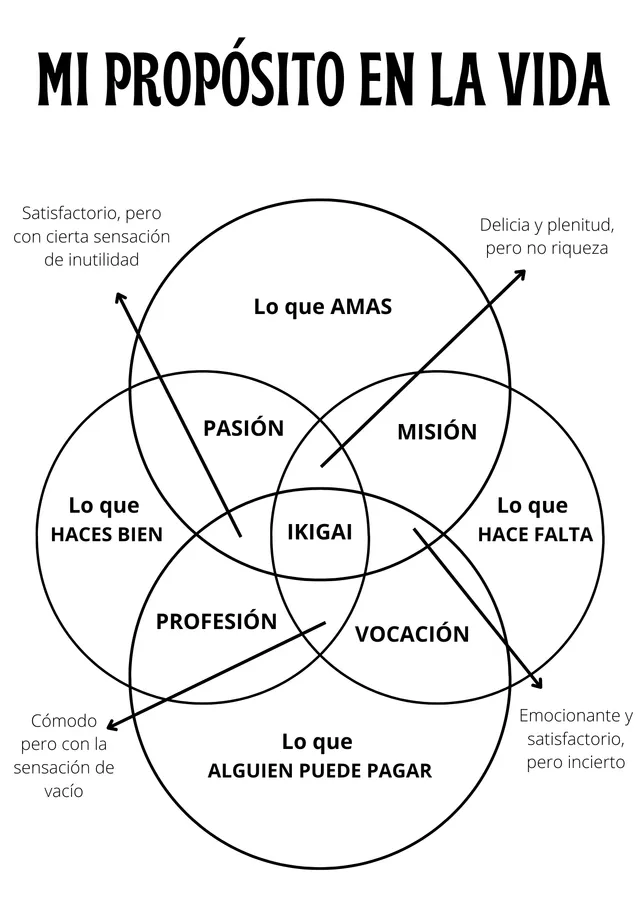 MI PROPÓSITO EN LA VIDA
Satisfactorio, pero
con cierta sensación
de inutilidad
Delicia y plenitud,
pero no riqueza
Lo que AMAS
PASIÓN
MISIÓN
Lo que
HACES BIEN
IKIGAI
Lo que
HACE FALTA
PROFESIÓN
VOCACIÓN
Cómodo
pero con la
sensación de
vacío
Lo que
ALGUIEN PUEDE PAGAR
Emocionante y
satisfactorio,
pero incierto